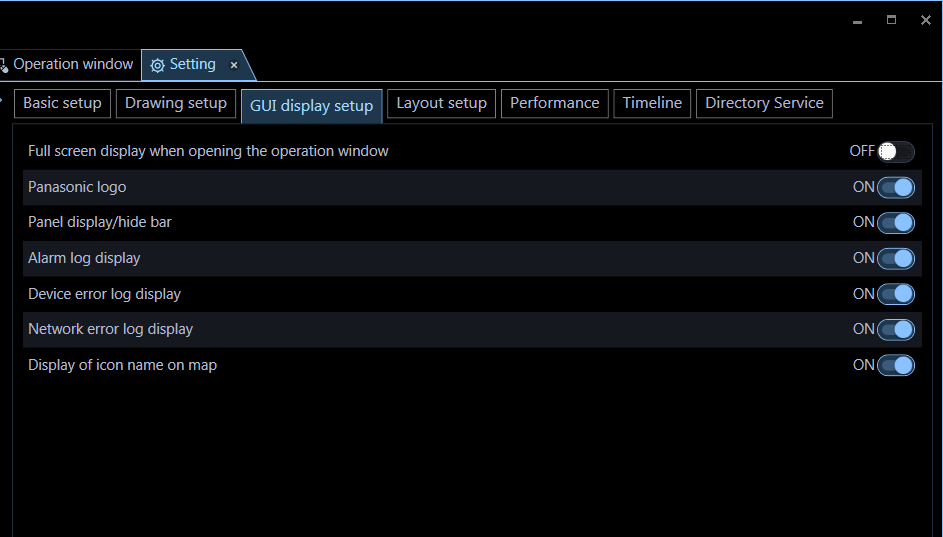 Operation window Setting
Basic setup Drawing setup GUI display setup Layout setup Performance Timeline Directory Service
Full screen display when opening the operation window OFF
Panasonic logo ON
Panel display/hide bar ON
Alarm log display ON
Device error log display ON
Network error log display ON
Display of icon name on map ON